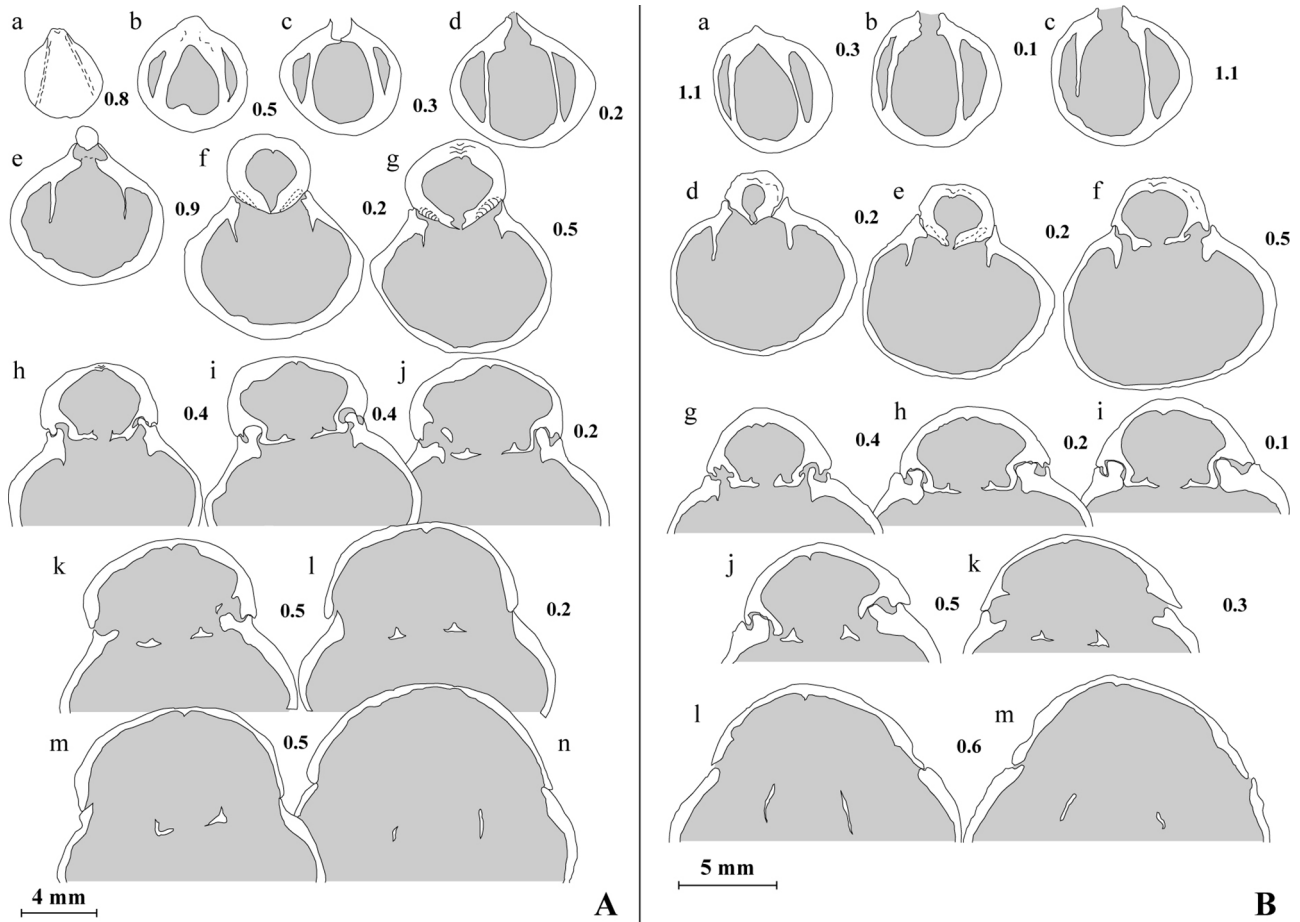 a b c d
0.8 0.5 0.3 0.2
e f g
0.9 0.2 0.5
h i j
0.4 0.4 0.2
k l
0.5 0.2
m 0.5 n
4 mm A
a b 0.3 c 0.1
1.1 1.1
d e f
0.2 0.2 0.5
g h i
0.4 0.2 0.1
j k
0.5 0.3
l m
0.6
5 mm B